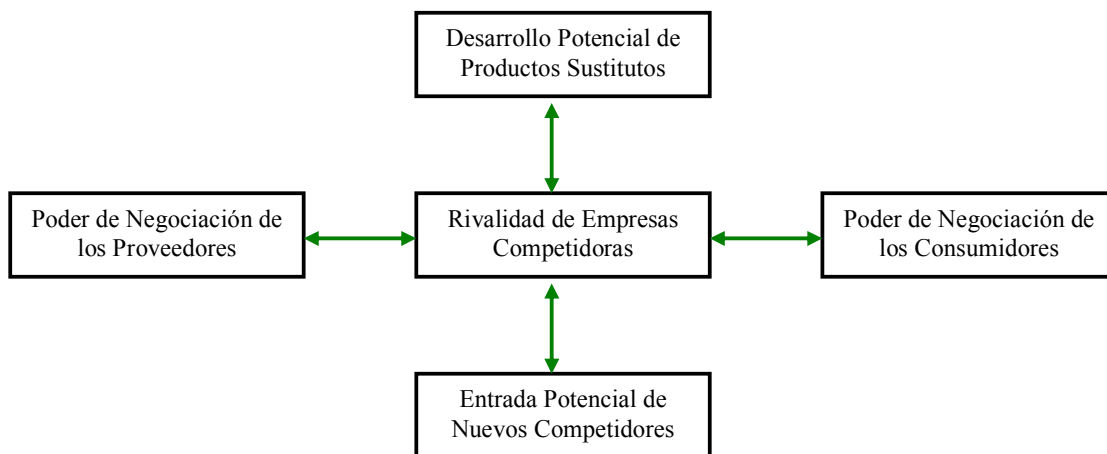 Desarrollo Potencial de
Productos Sustitutos
Poder de Negociación de
los Proveedores
Rivalidad de Empresas
Competidoras
Poder de Negociación de
los Consumidores
Entrada Potencial de
Nuevos Competidores